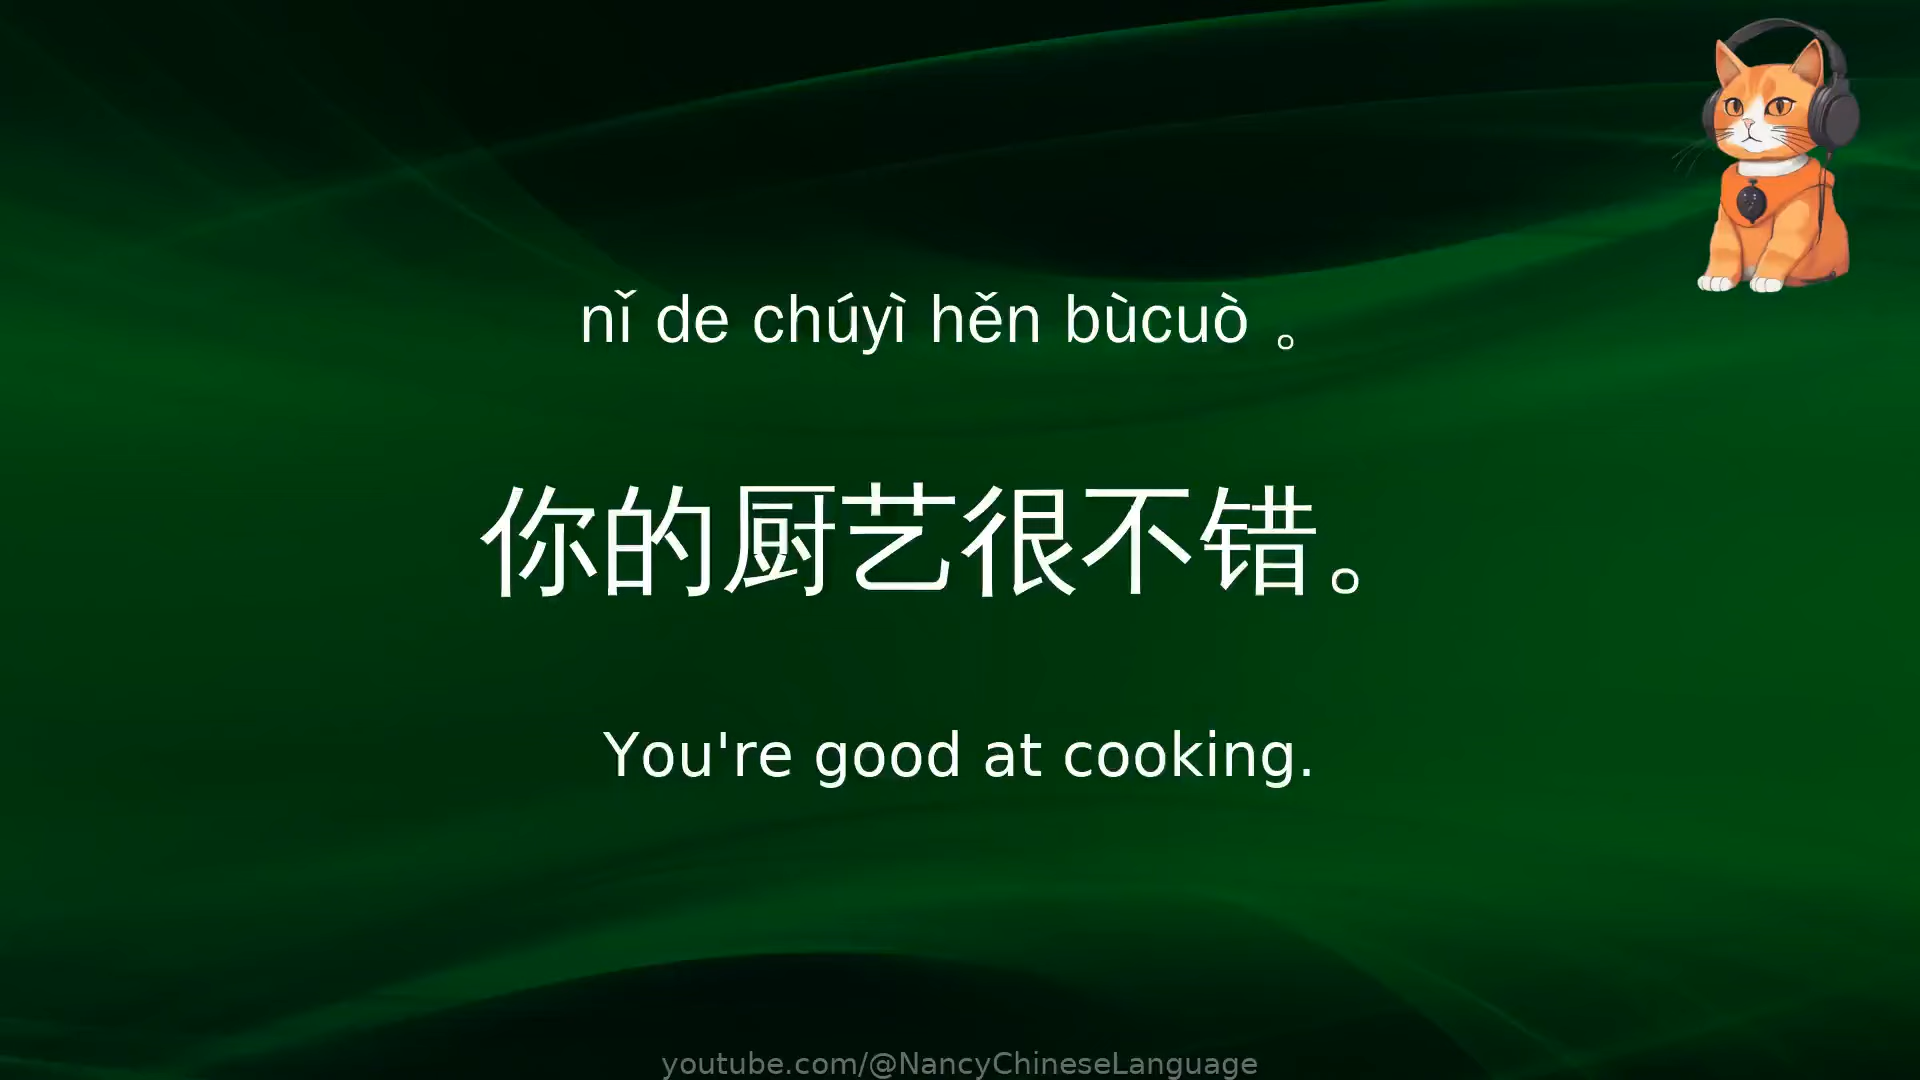 nǐ de chúyì hěn bùcuò 。
你的厨艺很不错。
You're good at cooking.
youtube.com/@NancyChineseLanguage